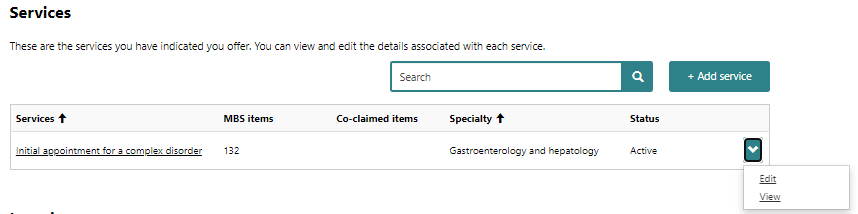 Services
These are the services you have indicated you offer. You can view and edit the details associated with each service.
Search
+ Add service
Services MBS items Co-claimed items Specialty Status
Initial appointment for a complex disorder 132 Gastroenterology and hepatology Active
Edit
View